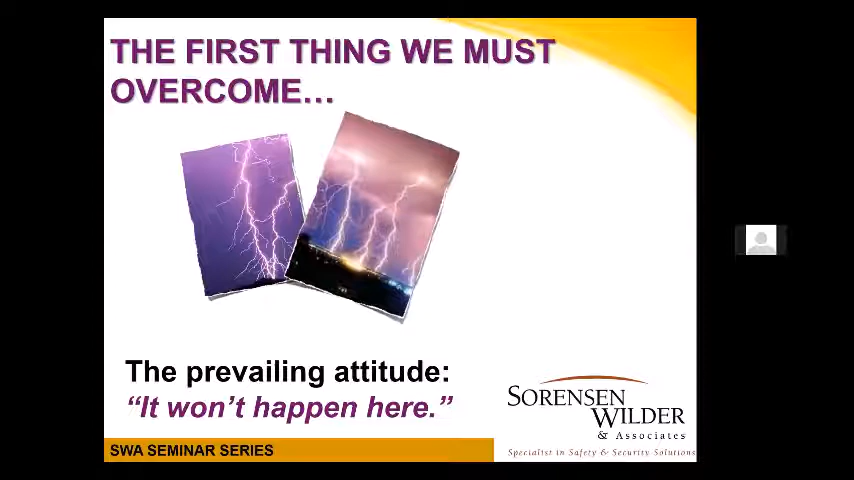 THE FIRST THING WE MUST
OVERCOME…
The prevailing attitude:
“It won’t happen here.”
SORENSEN
WILDER
& Associates
Specialist in Safety & Security Solutions
SWA SEMINAR SERIES